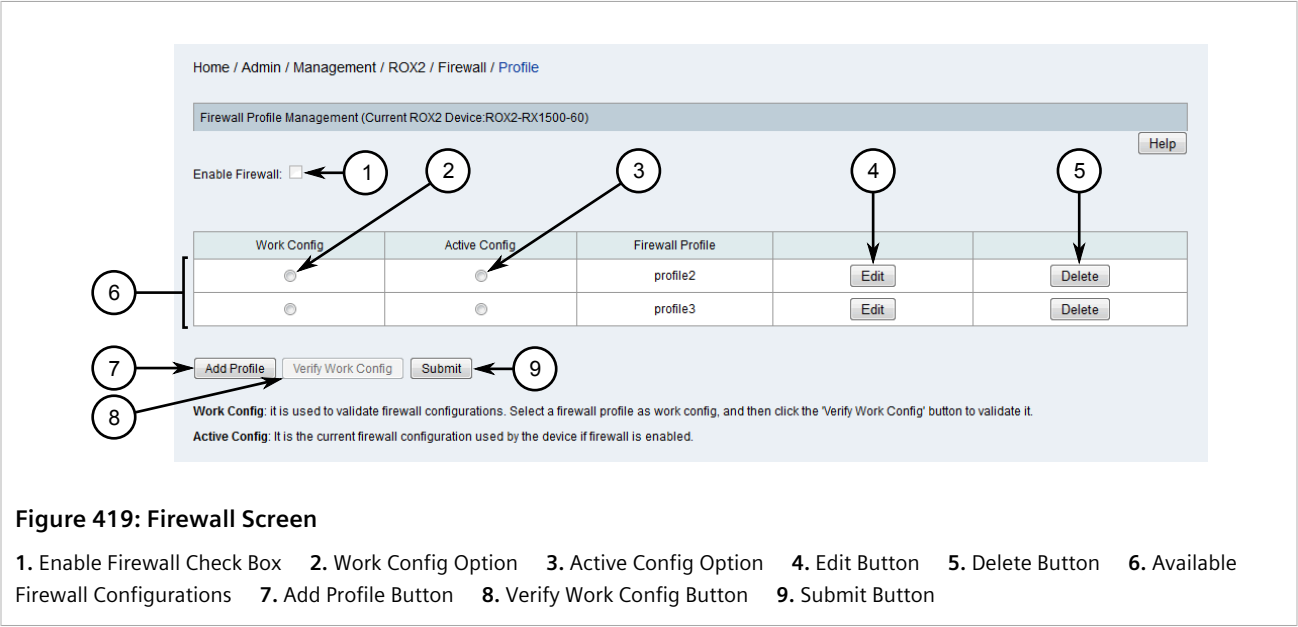 Home / Admin / Management / ROX2 / Firewall / Profile
Firewall Profile Management (Current ROX2 Device:ROX2-RX1500-60)
Help
Enable Firewall:
1
2
3
4
5
Work Config
Active Config
Firewall Profile
profile2
Edit
Delete
6
profile3
Edit
Delete
7
Add Profile
Verify Work Config
Submit
9
8
Work Config: it is used to validate firewall configurations. Select a firewall profile as work config, and then click the 'Verify Work Config' button to validate it.
Active Config: It is the current firewall configuration used by the device if firewall is enabled.
Figure 419: Firewall Screen
1. Enable Firewall Check Box 2. Work Config Option 3. Active Config Option 4. Edit Button 5. Delete Button 6. Available
Firewall Configurations 7. Add Profile Button 8. Verify Work Config Button 9. Submit Button